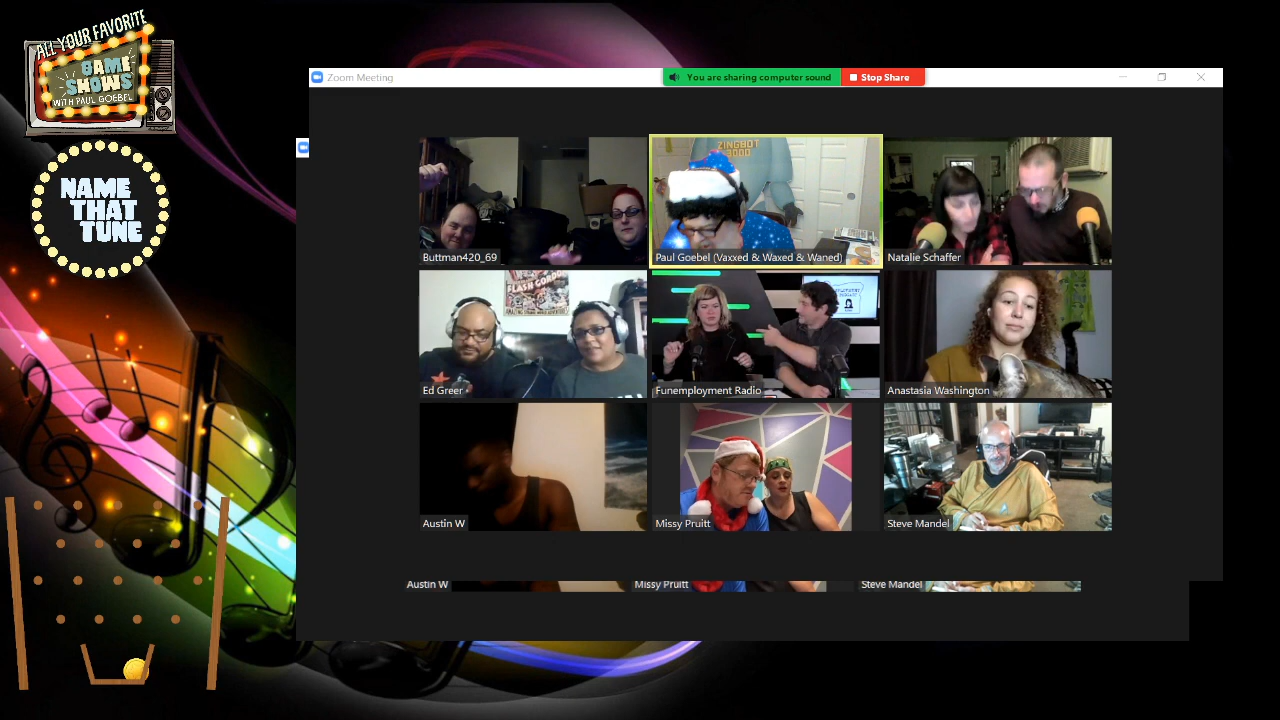 ALL YOUR FAVORITE
GAME
SHOWS
WITH PAUL GOEBEL
NAME
THAT
TUNE
Zoom Meeting
You are sharing computer sound
Stop Share
ZINGBOT
3000
Buttman420_69
Paul Goebel (Vaxxed & Waxed & Waned)
Natalie Schaffer
FLASH GORDON
Ed Greer
Funemployment Radio
Anastasia Washington
Austin W
Missy Pruitt
Steve Mandel
Austin W
Missy Pruitt
Steve Mandel